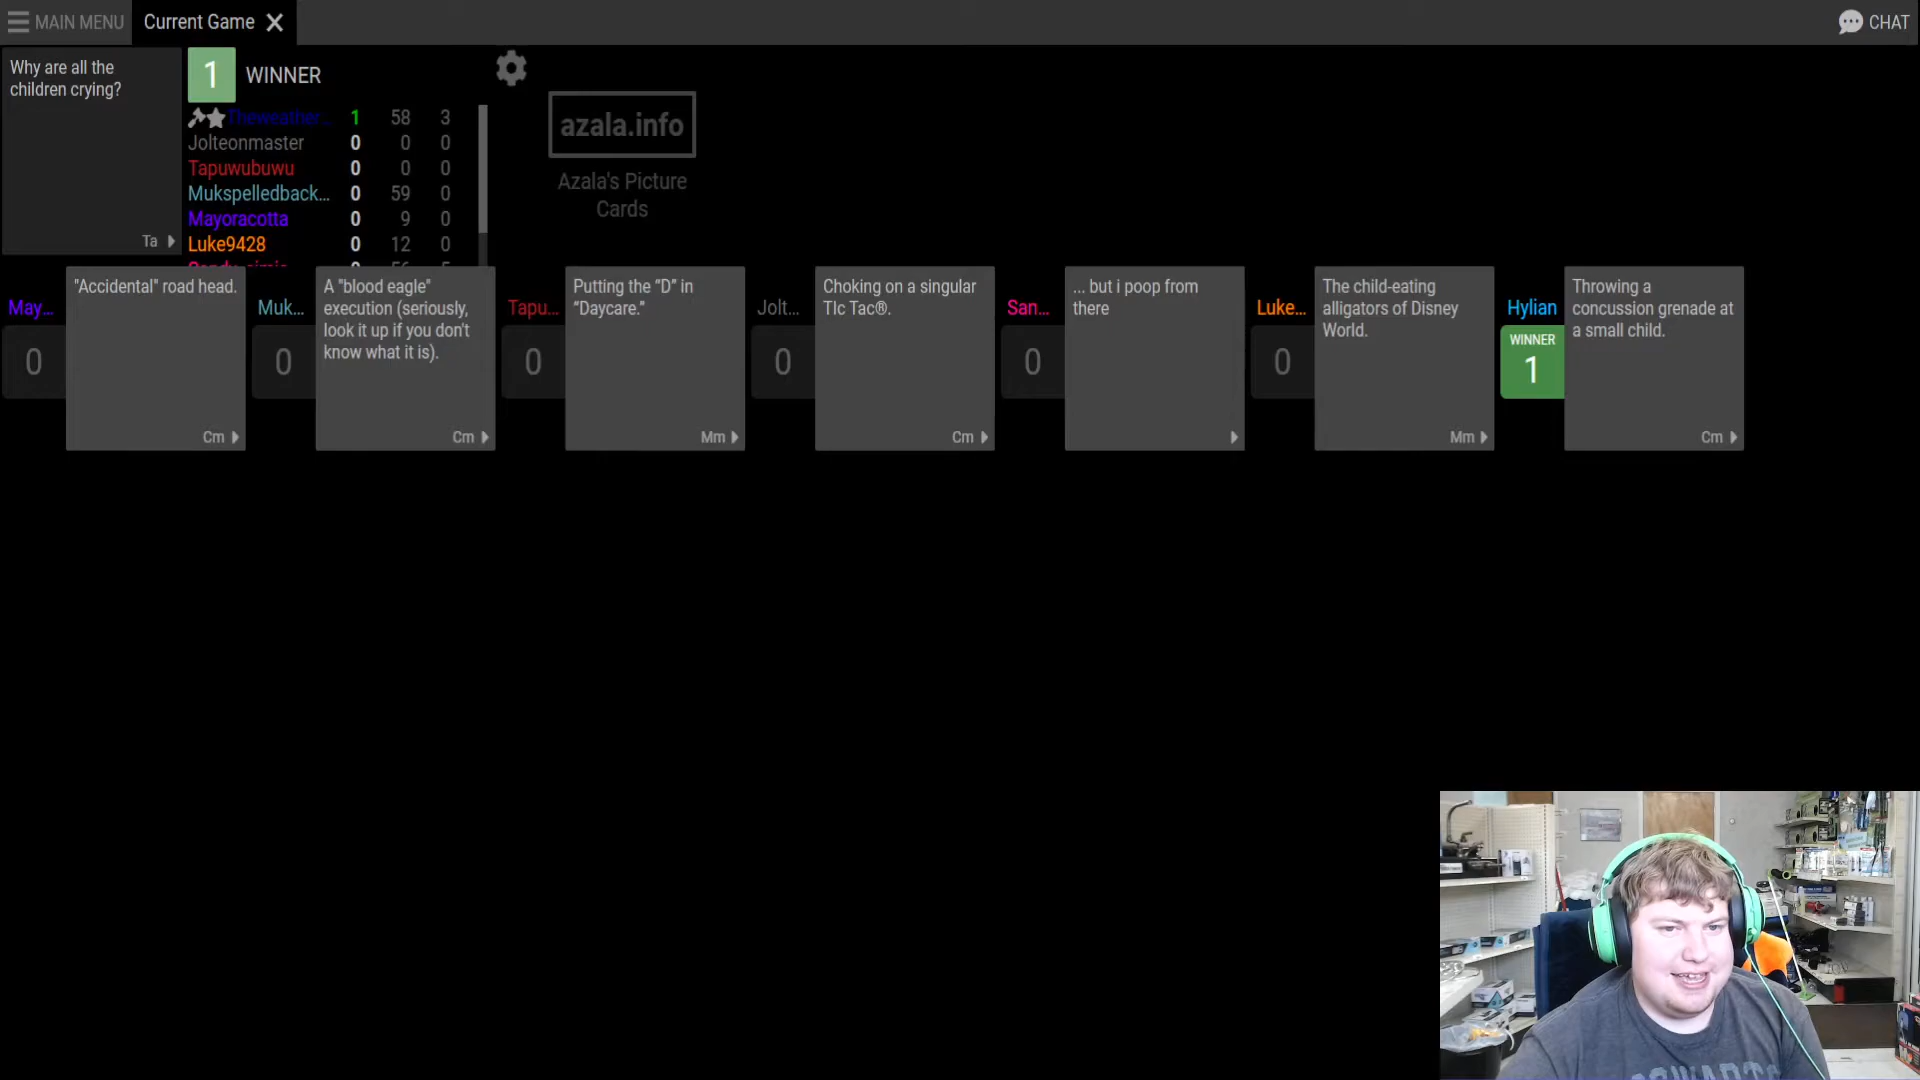 MAIN MENU
Current Game
CHAT
Why are all the
children crying?
Ta
1 WINNER
Theweather... 1 58 3
Jolteonmaster 0 0 0
Tapuwubuwu 0 0 0
Mukspelledback... 0 59 0
Mayoracotta 0 9 0
Luke9428 0 12 0
azala.info
Azala's Picture
Cards
May...
0
"Accidental" road head.
Cm
Muk...
0
A "blood eagle"
execution (seriously,
look it up if you don't
know what it is).
Cm
Tapu...
0
Putting the “D” in
“Daycare.”
Mm
Jolt...
0
Choking on a singular
TIc Tac®.
Cm
San...
0
... but i poop from
there
Luke...
0
The child-eating
alligators of Disney
World.
Mm
Hylian
WINNER
1
Throwing a
concussion grenade at
a small child.
Cm